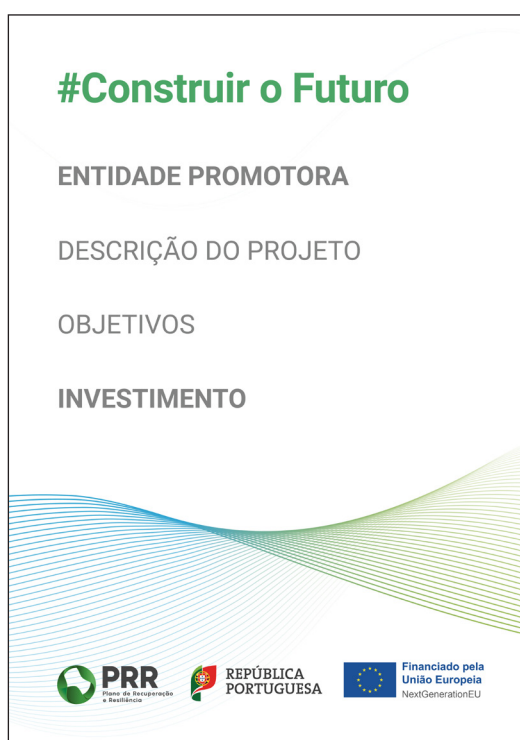 #Construir o Futuro
ENTIDADE PROMOTORA
DESCRIÇÃO DO PROJETO
OBJETIVOS
INVESTIMENTO
PRR
Plano de Recuperação
e Resiliência
REPÚBLICA
PORTUGUESA
Financiado pela
União Europeia
NextGenerationEU